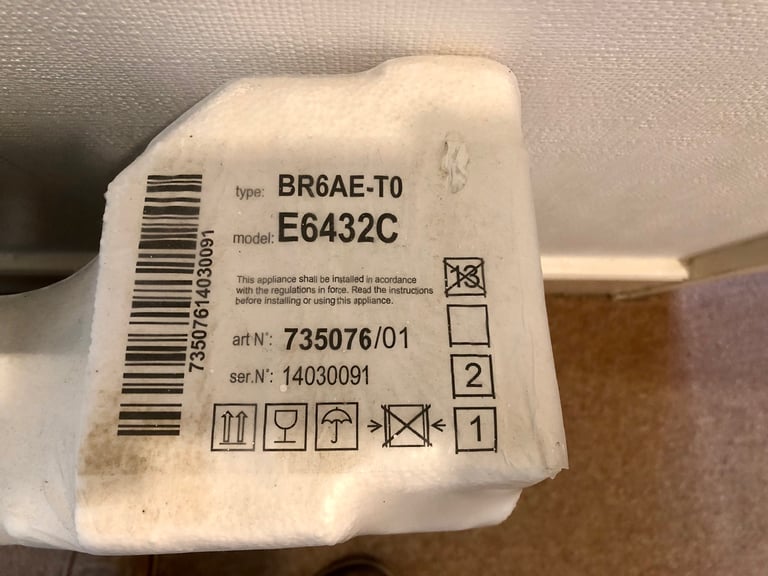 type: BR6AE-T0
model: E6432C
This appliance shall be installed in accordance
with the regulations in force. Read the instructions
before installing or using this appliance.
art N°: 735076/01
ser.N°: 14030091
73507614030091
13
2
1